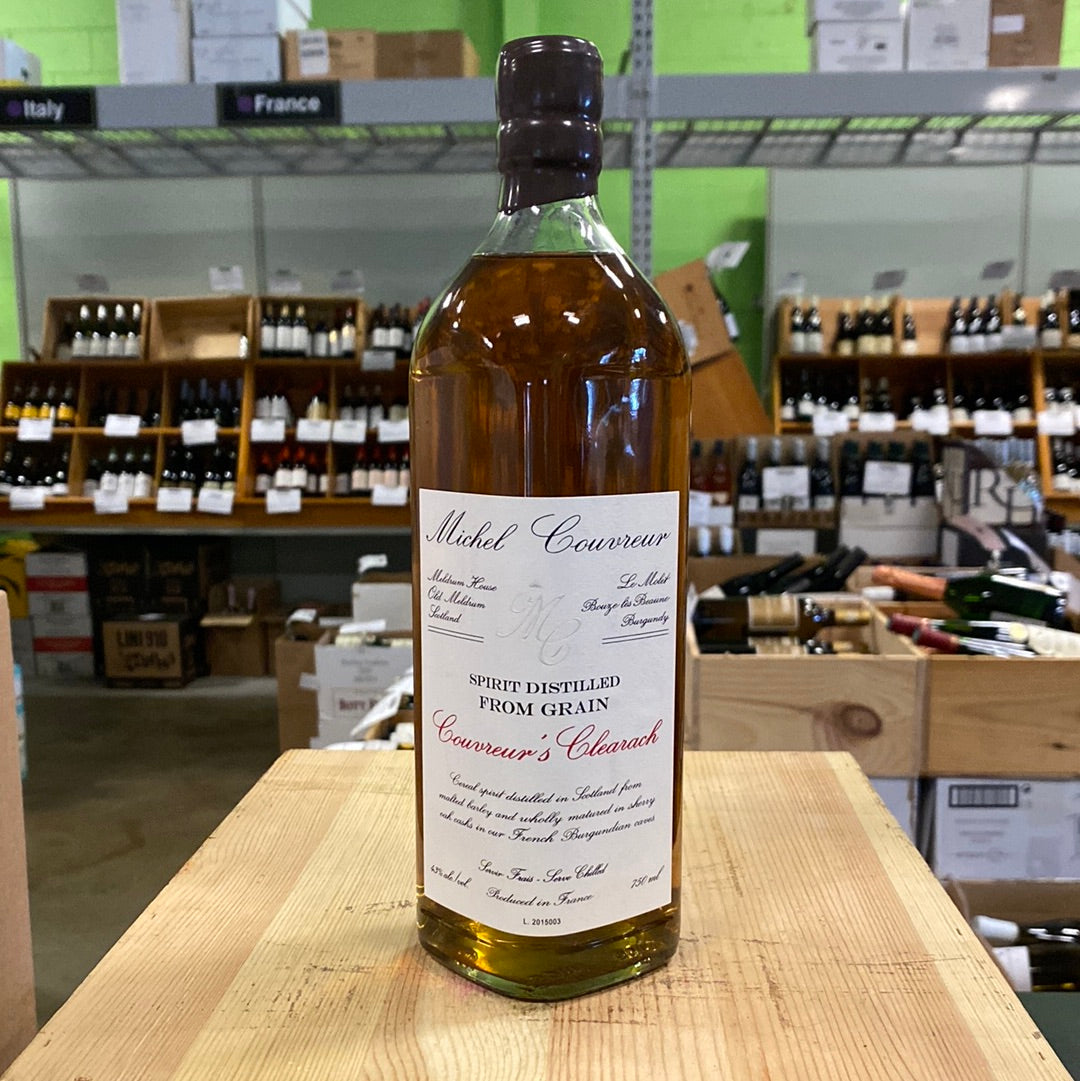 Italy
France
Michel Couvreur
Meldrum House
Old Meldrum
Scotland
Le Molet
Bouze lès Beaune
Burgundy
MC
SPIRIT DISTILLED
FROM GRAIN
Couvreur's Clearach
Cereal spirit distilled in Scotland from
malted barley and wholly matured in sherry
oak casks in our French Burgundian caves
Servir Frais - Serve Chilled
43% alc/vol.
750 ml
Produced in France
L. 2015003
LINI 910